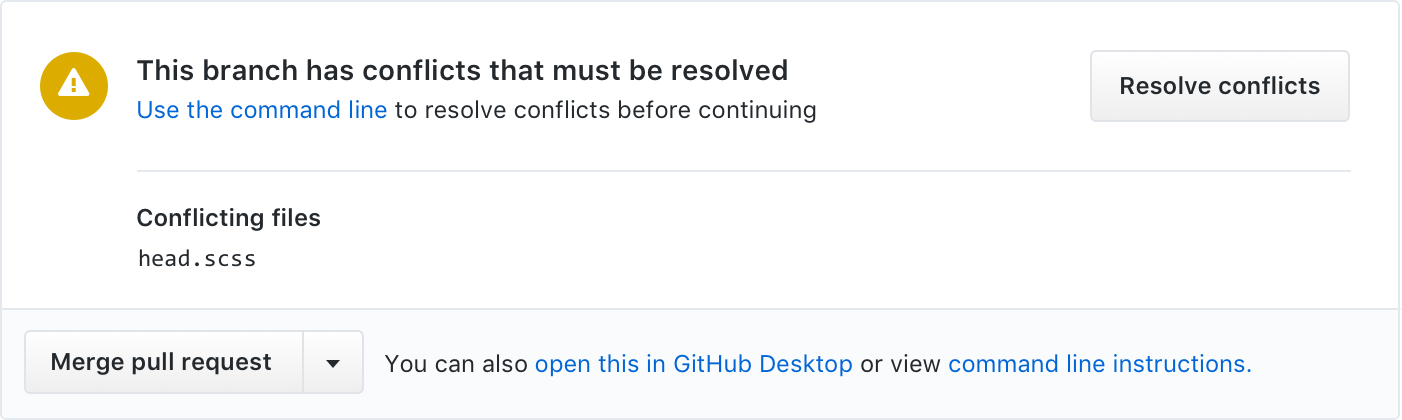 This branch has conflicts that must be resolved
Use the command line to resolve conflicts before continuing
Resolve conflicts
Conflicting files
head.scss
Merge pull request
You can also open this in GitHub Desktop or view command line instructions.